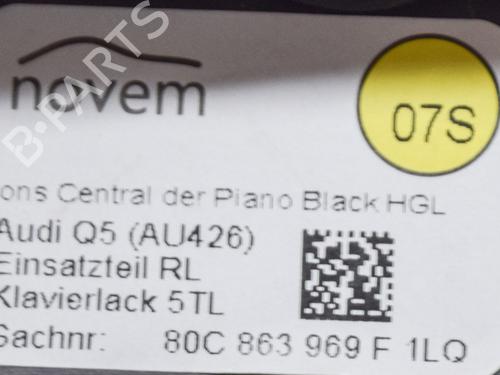 novem
07S
B-PARTS
ons Central der Piano Black HGL
Audi Q5 (AU426)
Einsatzteil RL
Klavierlack 5TL
Sachnr: 80C 863 969 F 1LQ